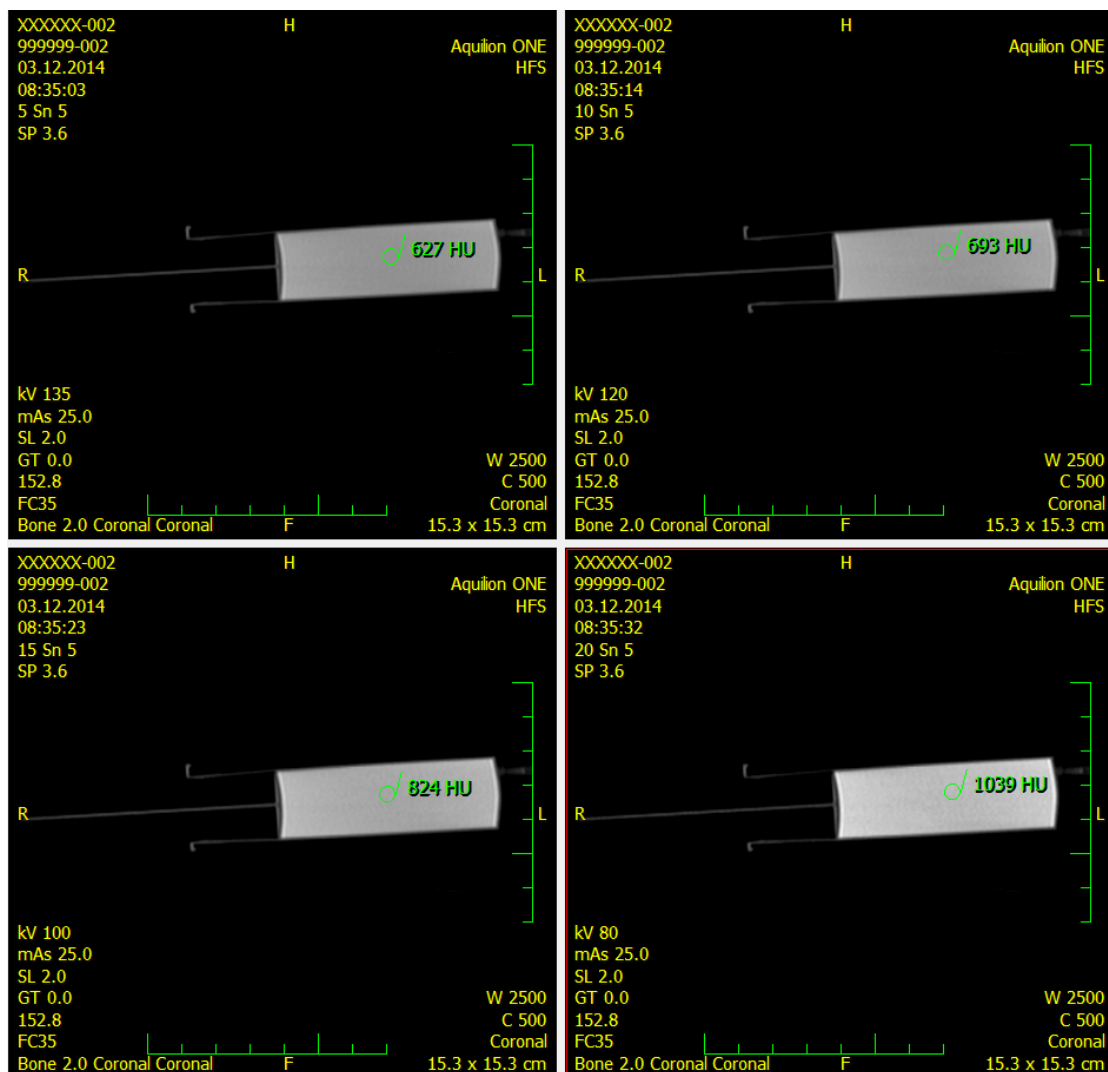 XXXXXX-002
H
999999-002
Aquilion ONE
03.12.2014
HFS
08:35:03
5 Sn 5
SP 3.6
627 HU
R
L
kV 135
mAs 25.0
SL 2.0
GT 0.0
W 2500
152.8
C 500
FC35
Coronal
Bone 2.0 Coronal Coronal
F
15.3 x 15.3 cm
XXXXXX-002
H
999999-002
Aquilion ONE
03.12.2014
HFS
08:35:14
10 Sn 5
SP 3.6
693 HU
R
L
kV 120
mAs 25.0
SL 2.0
GT 0.0
W 2500
152.8
C 500
FC35
Coronal
Bone 2.0 Coronal Coronal
F
15.3 x 15.3 cm
XXXXXX-002
H
999999-002
Aquilion ONE
03.12.2014
HFS
08:35:23
15 Sn 5
SP 3.6
824 HU
R
L
kV 100
mAs 25.0
SL 2.0
GT 0.0
W 2500
152.8
C 500
FC35
Coronal
Bone 2.0 Coronal Coronal
F
15.3 x 15.3 cm
XXXXXX-002
H
999999-002
Aquilion ONE
03.12.2014
HFS
08:35:32
20 Sn 5
SP 3.6
1039 HU
R
L
kV 80
mAs 25.0
SL 2.0
GT 0.0
W 2500
152.8
C 500
FC35
Coronal
Bone 2.0 Coronal Coronal
F
15.3 x 15.3 cm